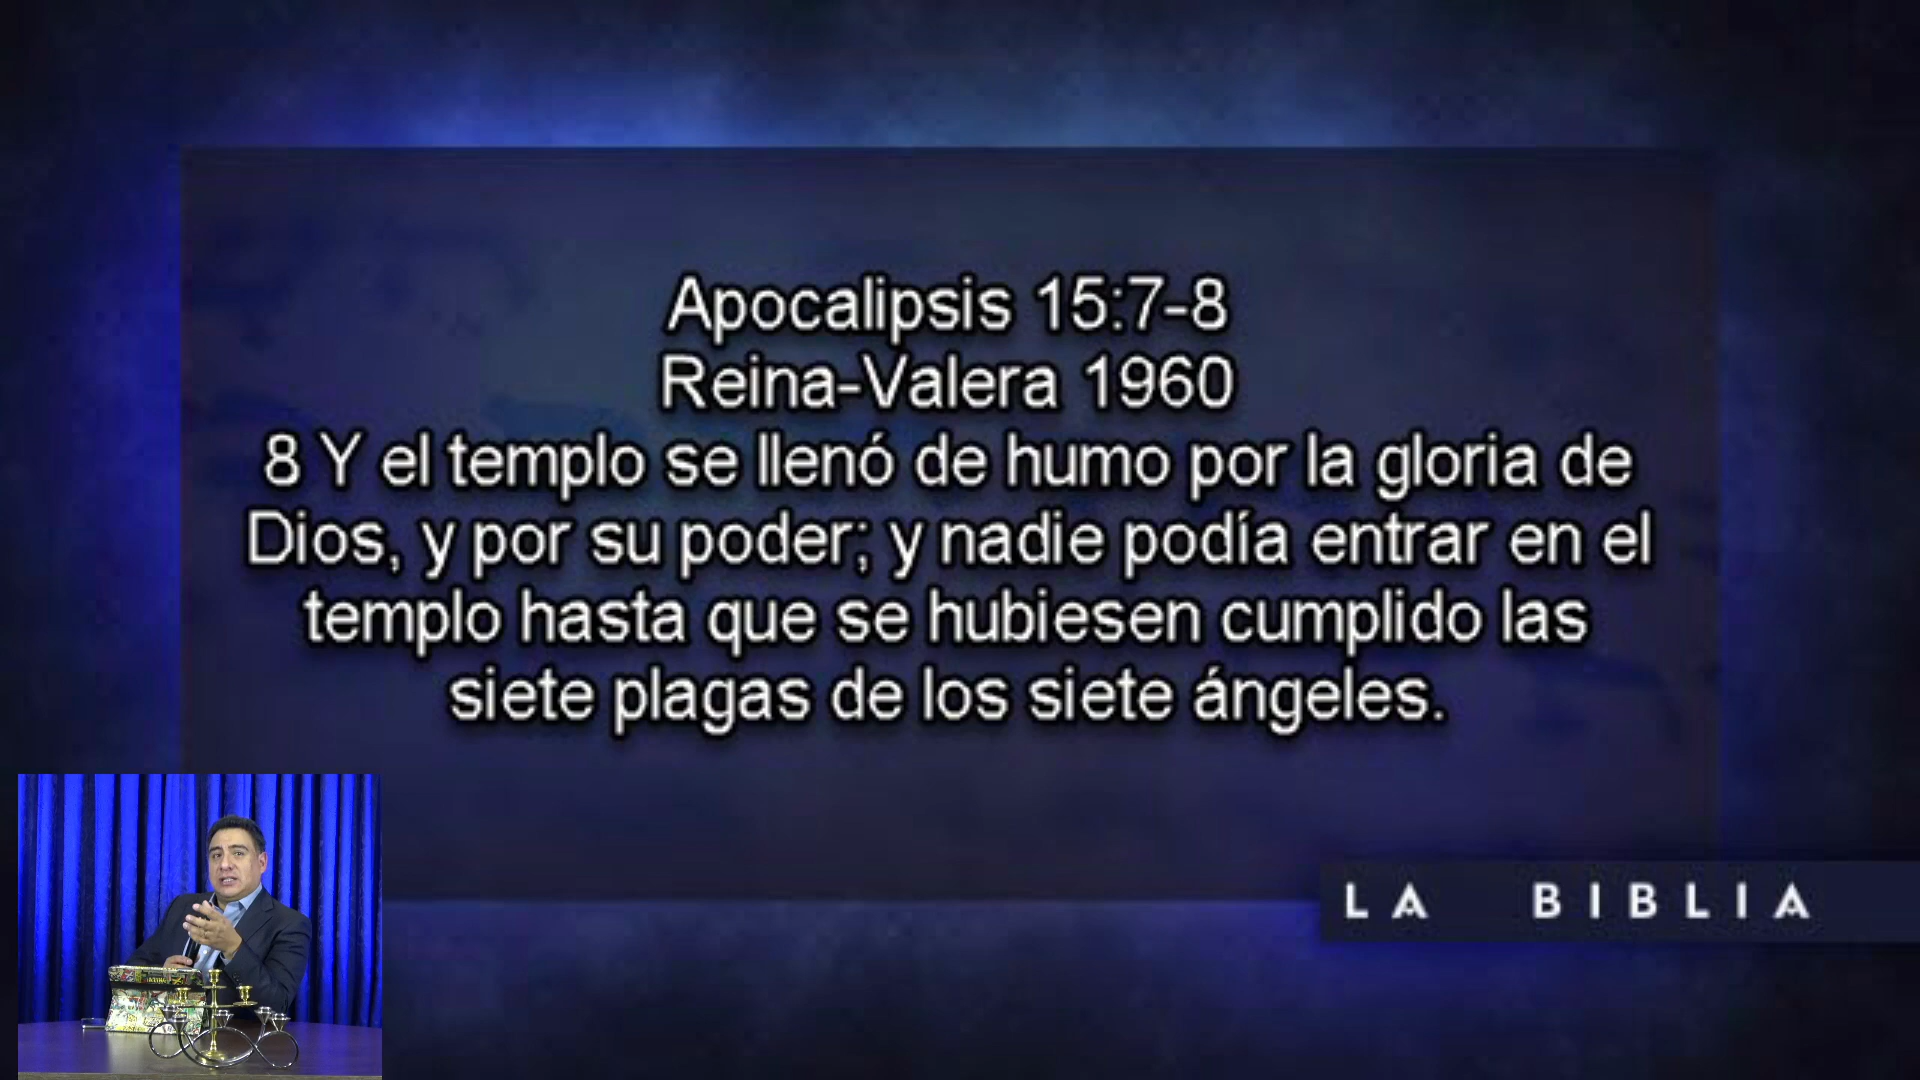 Apocalipsis 15:7-8
Reina-Valera 1960
8 Y el templo se llenó de humo por la gloria de
Dios, y por su poder; y nadie podía entrar en el
templo hasta que se hubiesen cumplido las
siete plagas de los siete ángeles.
LA BIBLIA